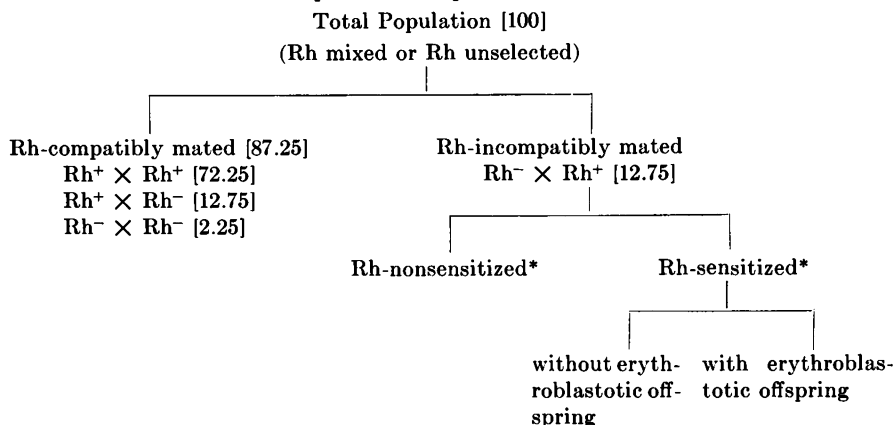 Total Population [100]
(Rh mixed or Rh unselected)
Rh-compatibly mated [87.25]
Rh⁺ × Rh⁺ [72.25]
Rh⁺ × Rh⁻ [12.75]
Rh⁻ × Rh⁻ [2.25]
Rh-incompatibly mated
Rh⁻ × Rh⁺ [12.75]
Rh-nonsensitized*
Rh-sensitized*
without eryth-
roblastotic off-
spring
with erythroblas-
totic offspring